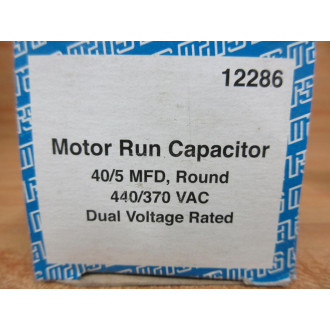 12286
Motor Run Capacitor
40/5 MFD, Round
440/370 VAC
Dual Voltage Rated